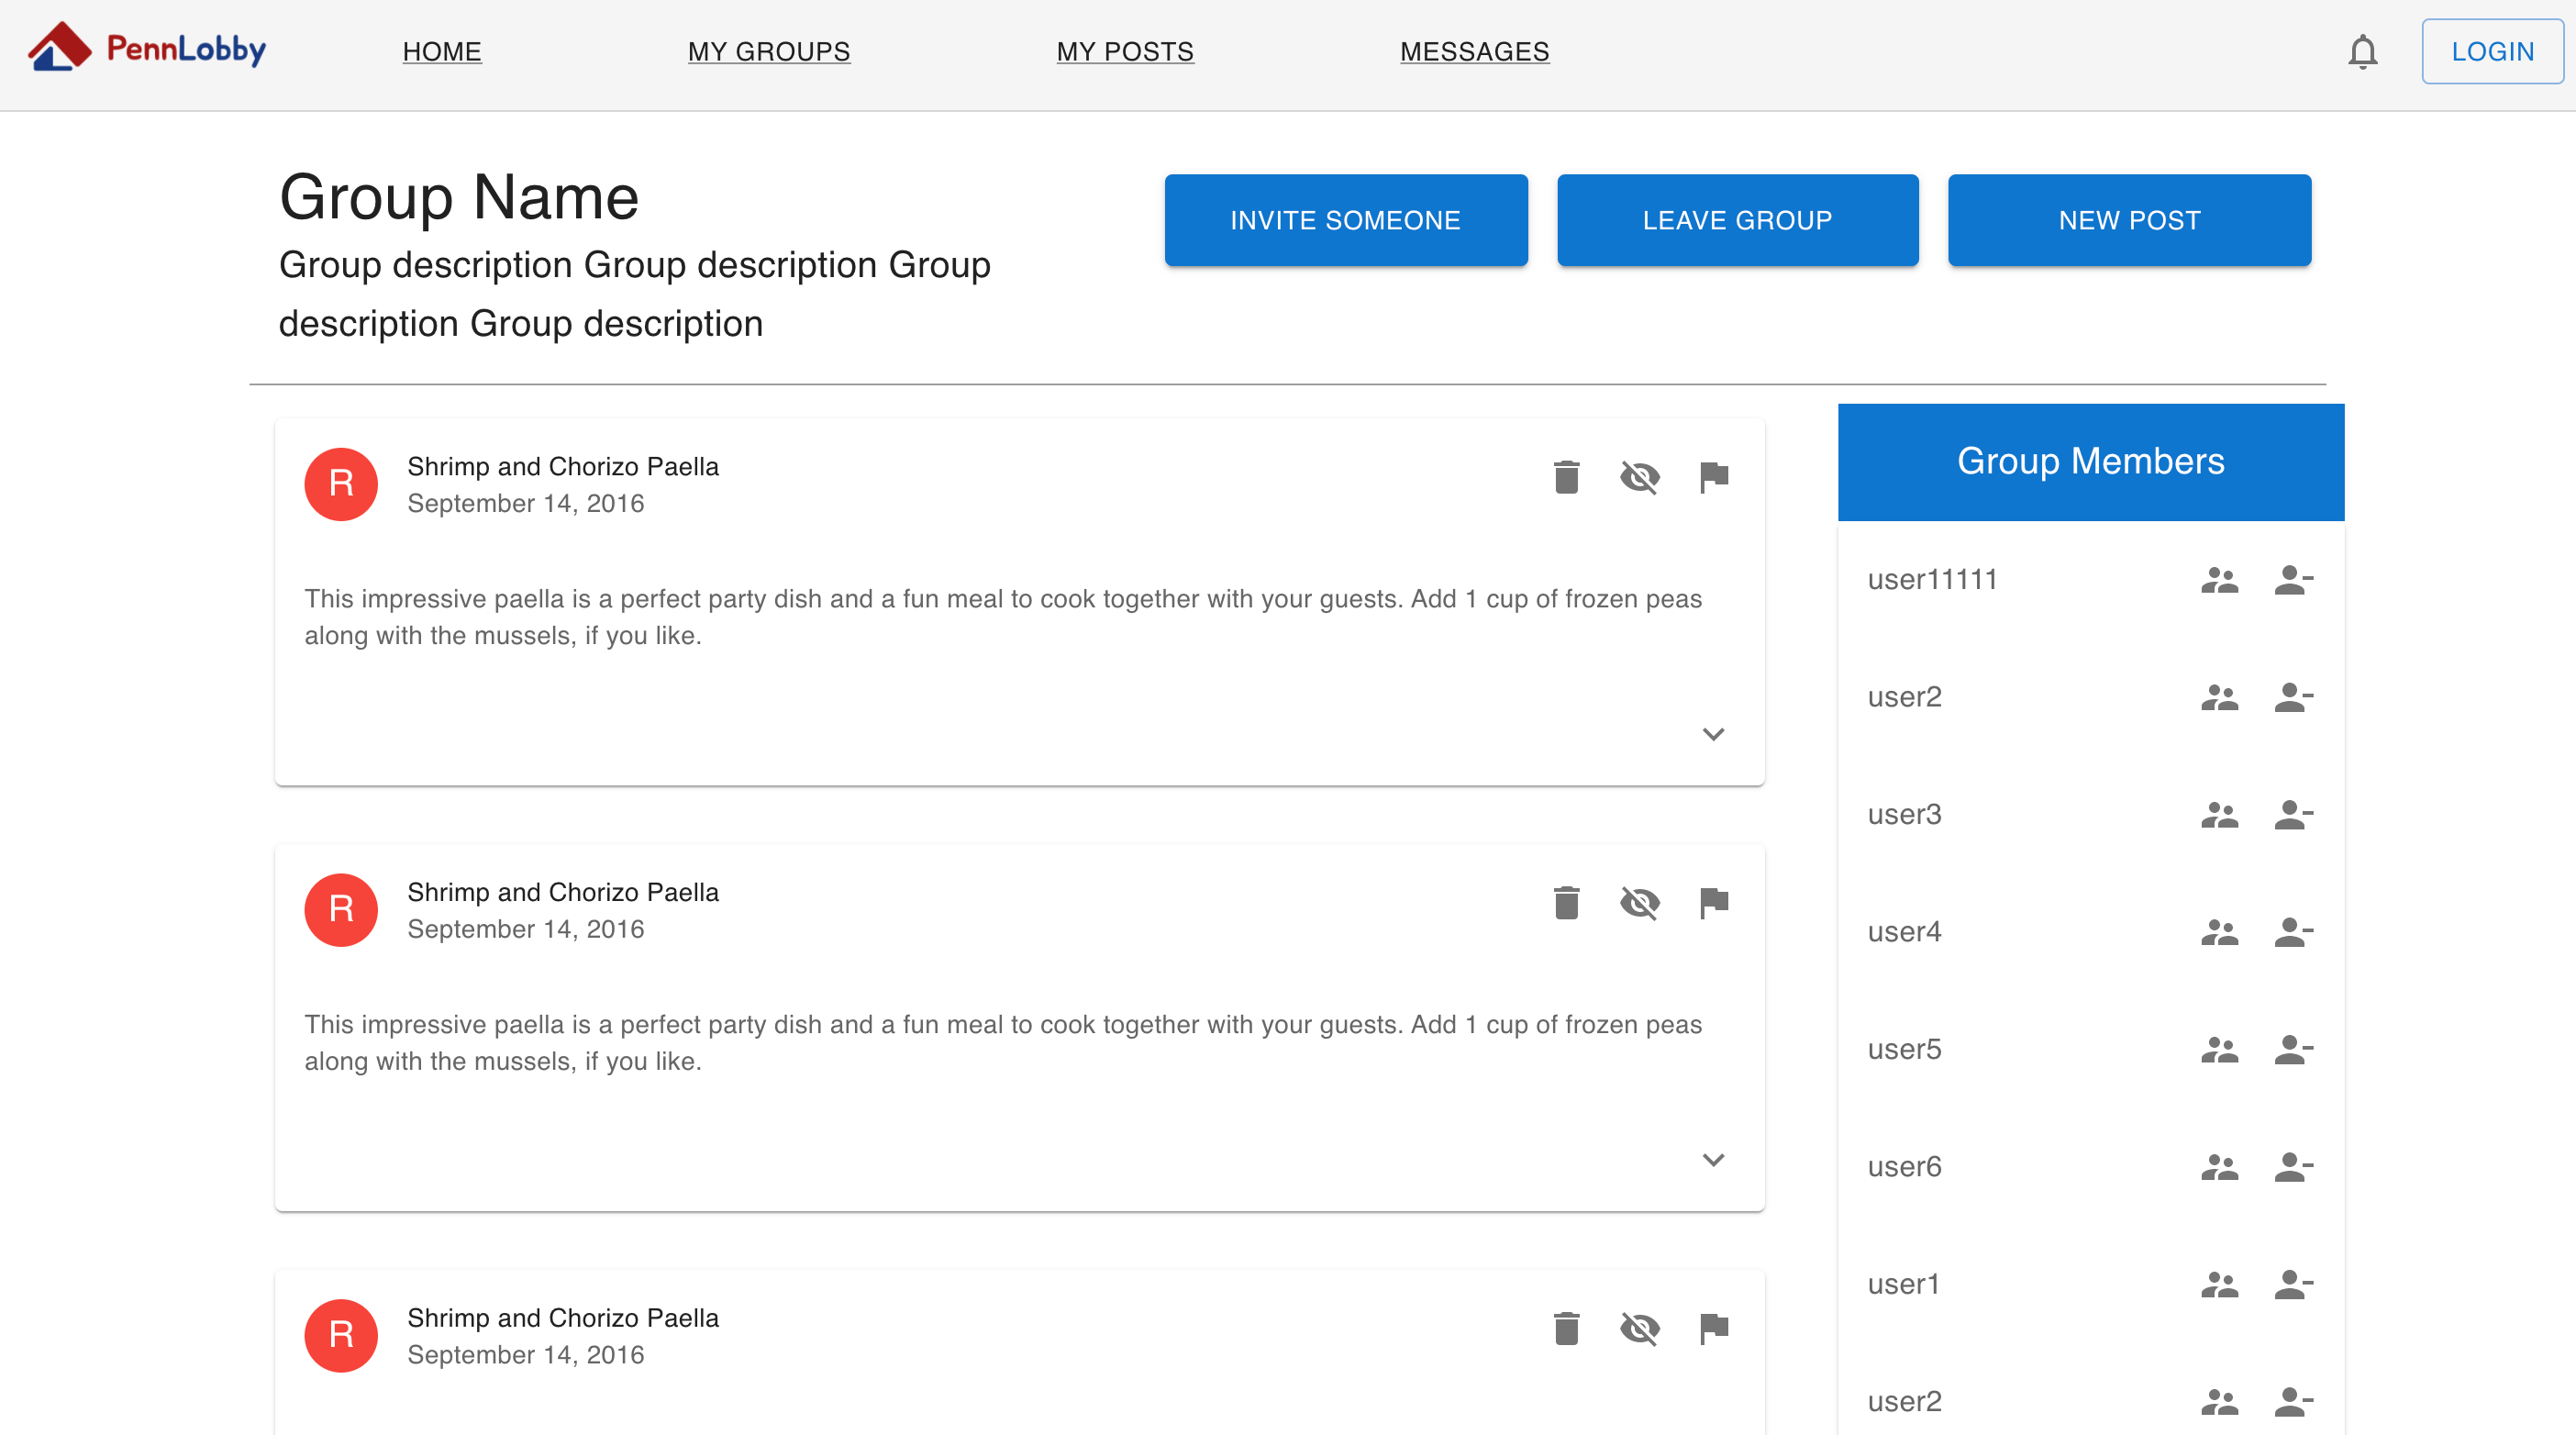 PennLobby
HOME
MY GROUPS
MY POSTS
MESSAGES
LOGIN
Group Name
Group description Group description Group
description Group description
INVITE SOMEONE
LEAVE GROUP
NEW POST
R
Shrimp and Chorizo Paella
September 14, 2016
This impressive paella is a perfect party dish and a fun meal to cook together with your guests. Add 1 cup of frozen peas
along with the mussels, if you like.
R
Shrimp and Chorizo Paella
September 14, 2016
This impressive paella is a perfect party dish and a fun meal to cook together with your guests. Add 1 cup of frozen peas
along with the mussels, if you like.
R
Shrimp and Chorizo Paella
September 14, 2016
Group Members
user11111
user2
user3
user4
user5
user6
user1
user2